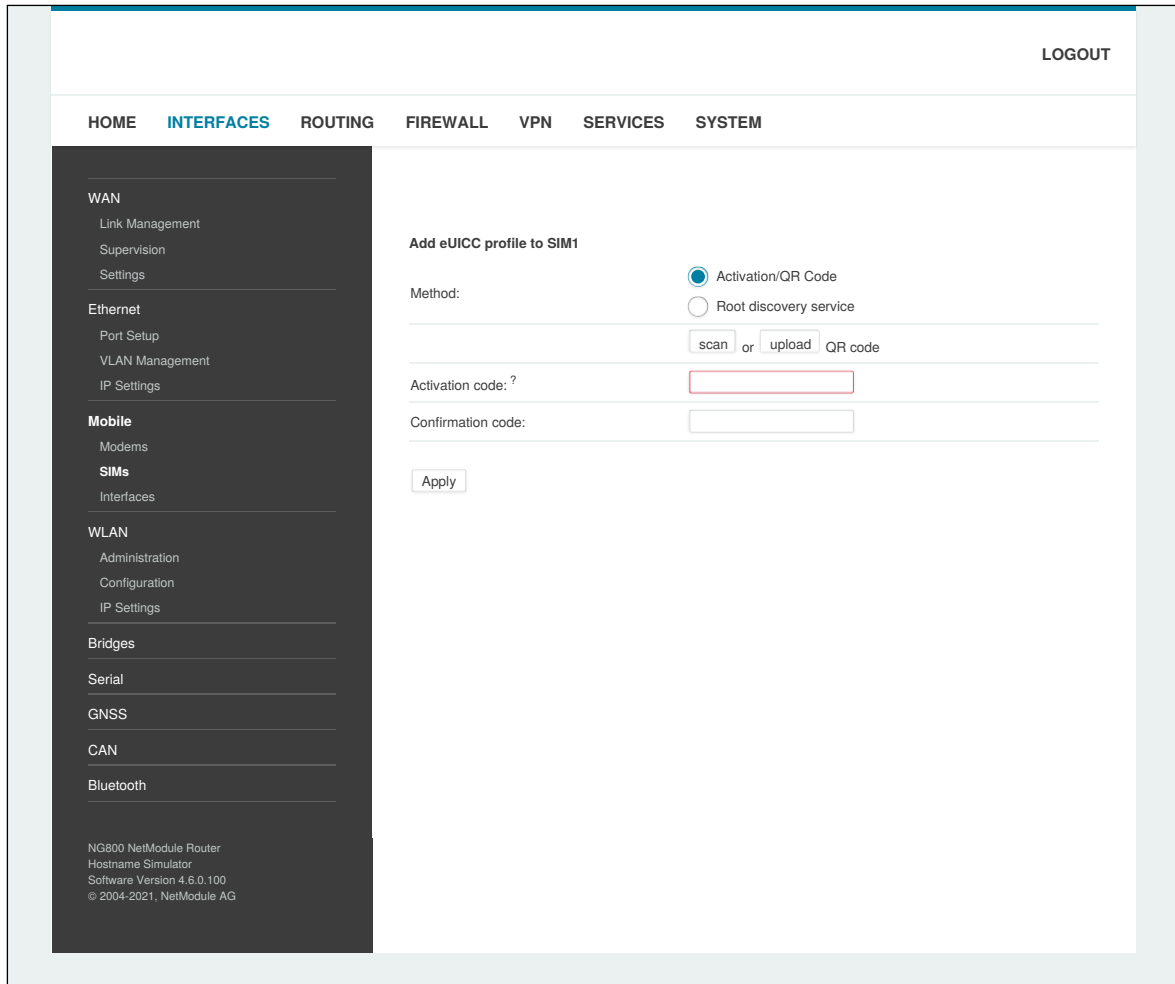 LOGOUT
HOME INTERFACES ROUTING FIREWALL VPN SERVICES SYSTEM
WAN
Link Management
Supervision
Settings
Ethernet
Port Setup
VLAN Management
IP Settings
Mobile
Modems
SIMs
Interfaces
WLAN
Administration
Configuration
IP Settings
Bridges
Serial
GNSS
CAN
Bluetooth
NG800 NetModule Router
Hostname Simulator
Software Version 4.6.0.100
© 2004-2021, NetModule AG
Add eUICC profile to SIM1
Method:
Activation/QR Code
Root discovery service
scan or upload QR code
Activation code: ?
Confirmation code:
Apply